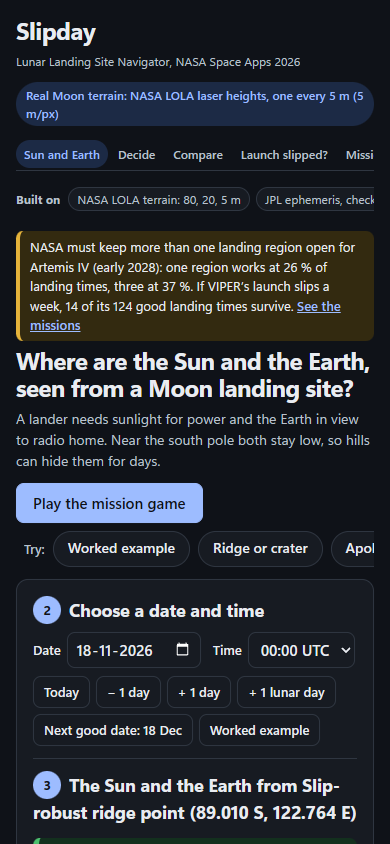 Slipday
Lunar Landing Site Navigator, NASA Space Apps 2026
Real Moon terrain: NASA LOLA laser heights, one every 5 m (5
m/px)
Sun and Earth Decide Compare Launch slipped? Missi
Built on NASA LOLA terrain: 80, 20, 5 m JPL ephemeris, check
NASA must keep more than one landing region open for
Artemis IV (early 2028): one region works at 26 % of
landing times, three at 37 %. If VIPER's launch slips a
week, 14 of its 124 good landing times survive. See the
missions
Where are the Sun and the Earth,
seen from a Moon landing site?
A lander needs sunlight for power and the Earth in view
to radio home. Near the south pole both stay low, so hills
can hide them for days.
Play the mission game
Try: Worked example Ridge or crater Apol
2 Choose a date and time
Date 18-11-2026 Time 00:00 UTC
Today − 1 day + 1 day + 1 lunar day
Next good date: 18 Dec Worked example
3 The Sun and the Earth from Slip-
robust ridge point (89.010 S, 122.764 E)